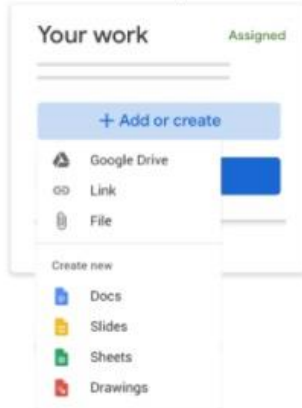 Your work
Assigned
+ Add or create
Google Drive
Link
File
Create new
Docs
Slides
Sheets
Drawings